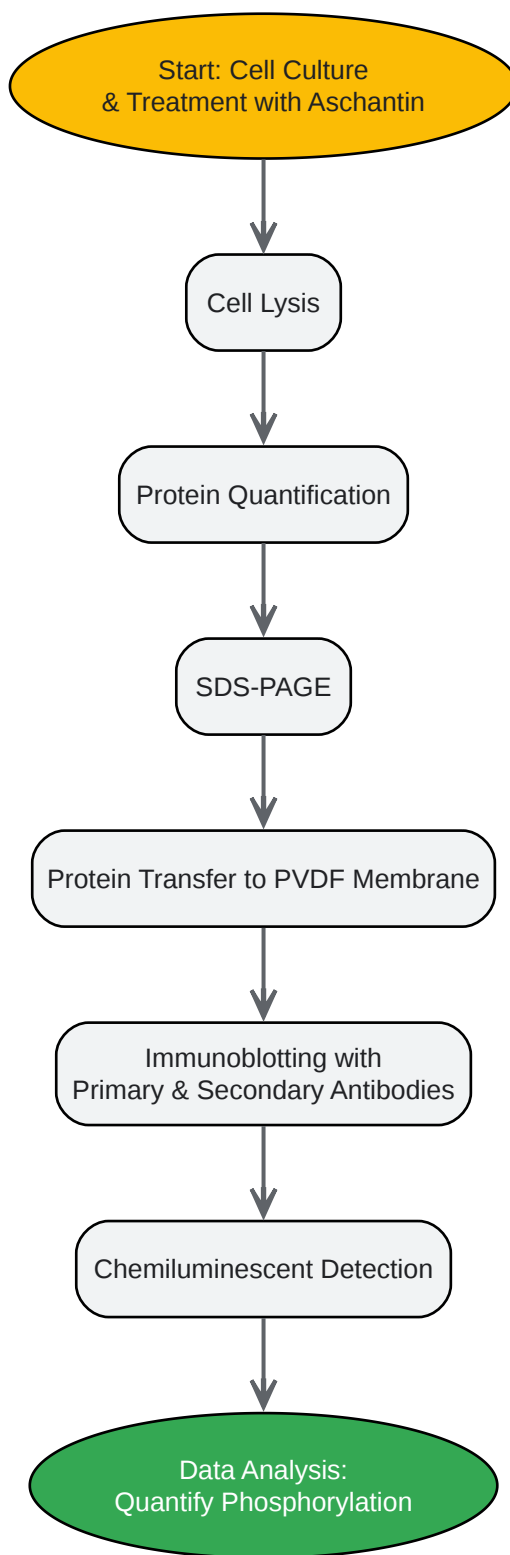 Start: Cell Culture
& Treatment with Aschantin
Cell Lysis
Protein Quantification
SDS-PAGE
Protein Transfer to PVDF Membrane
Immunoblotting with
Primary & Secondary Antibodies
Chemiluminescent Detection
Data Analysis:
Quantify Phosphorylation